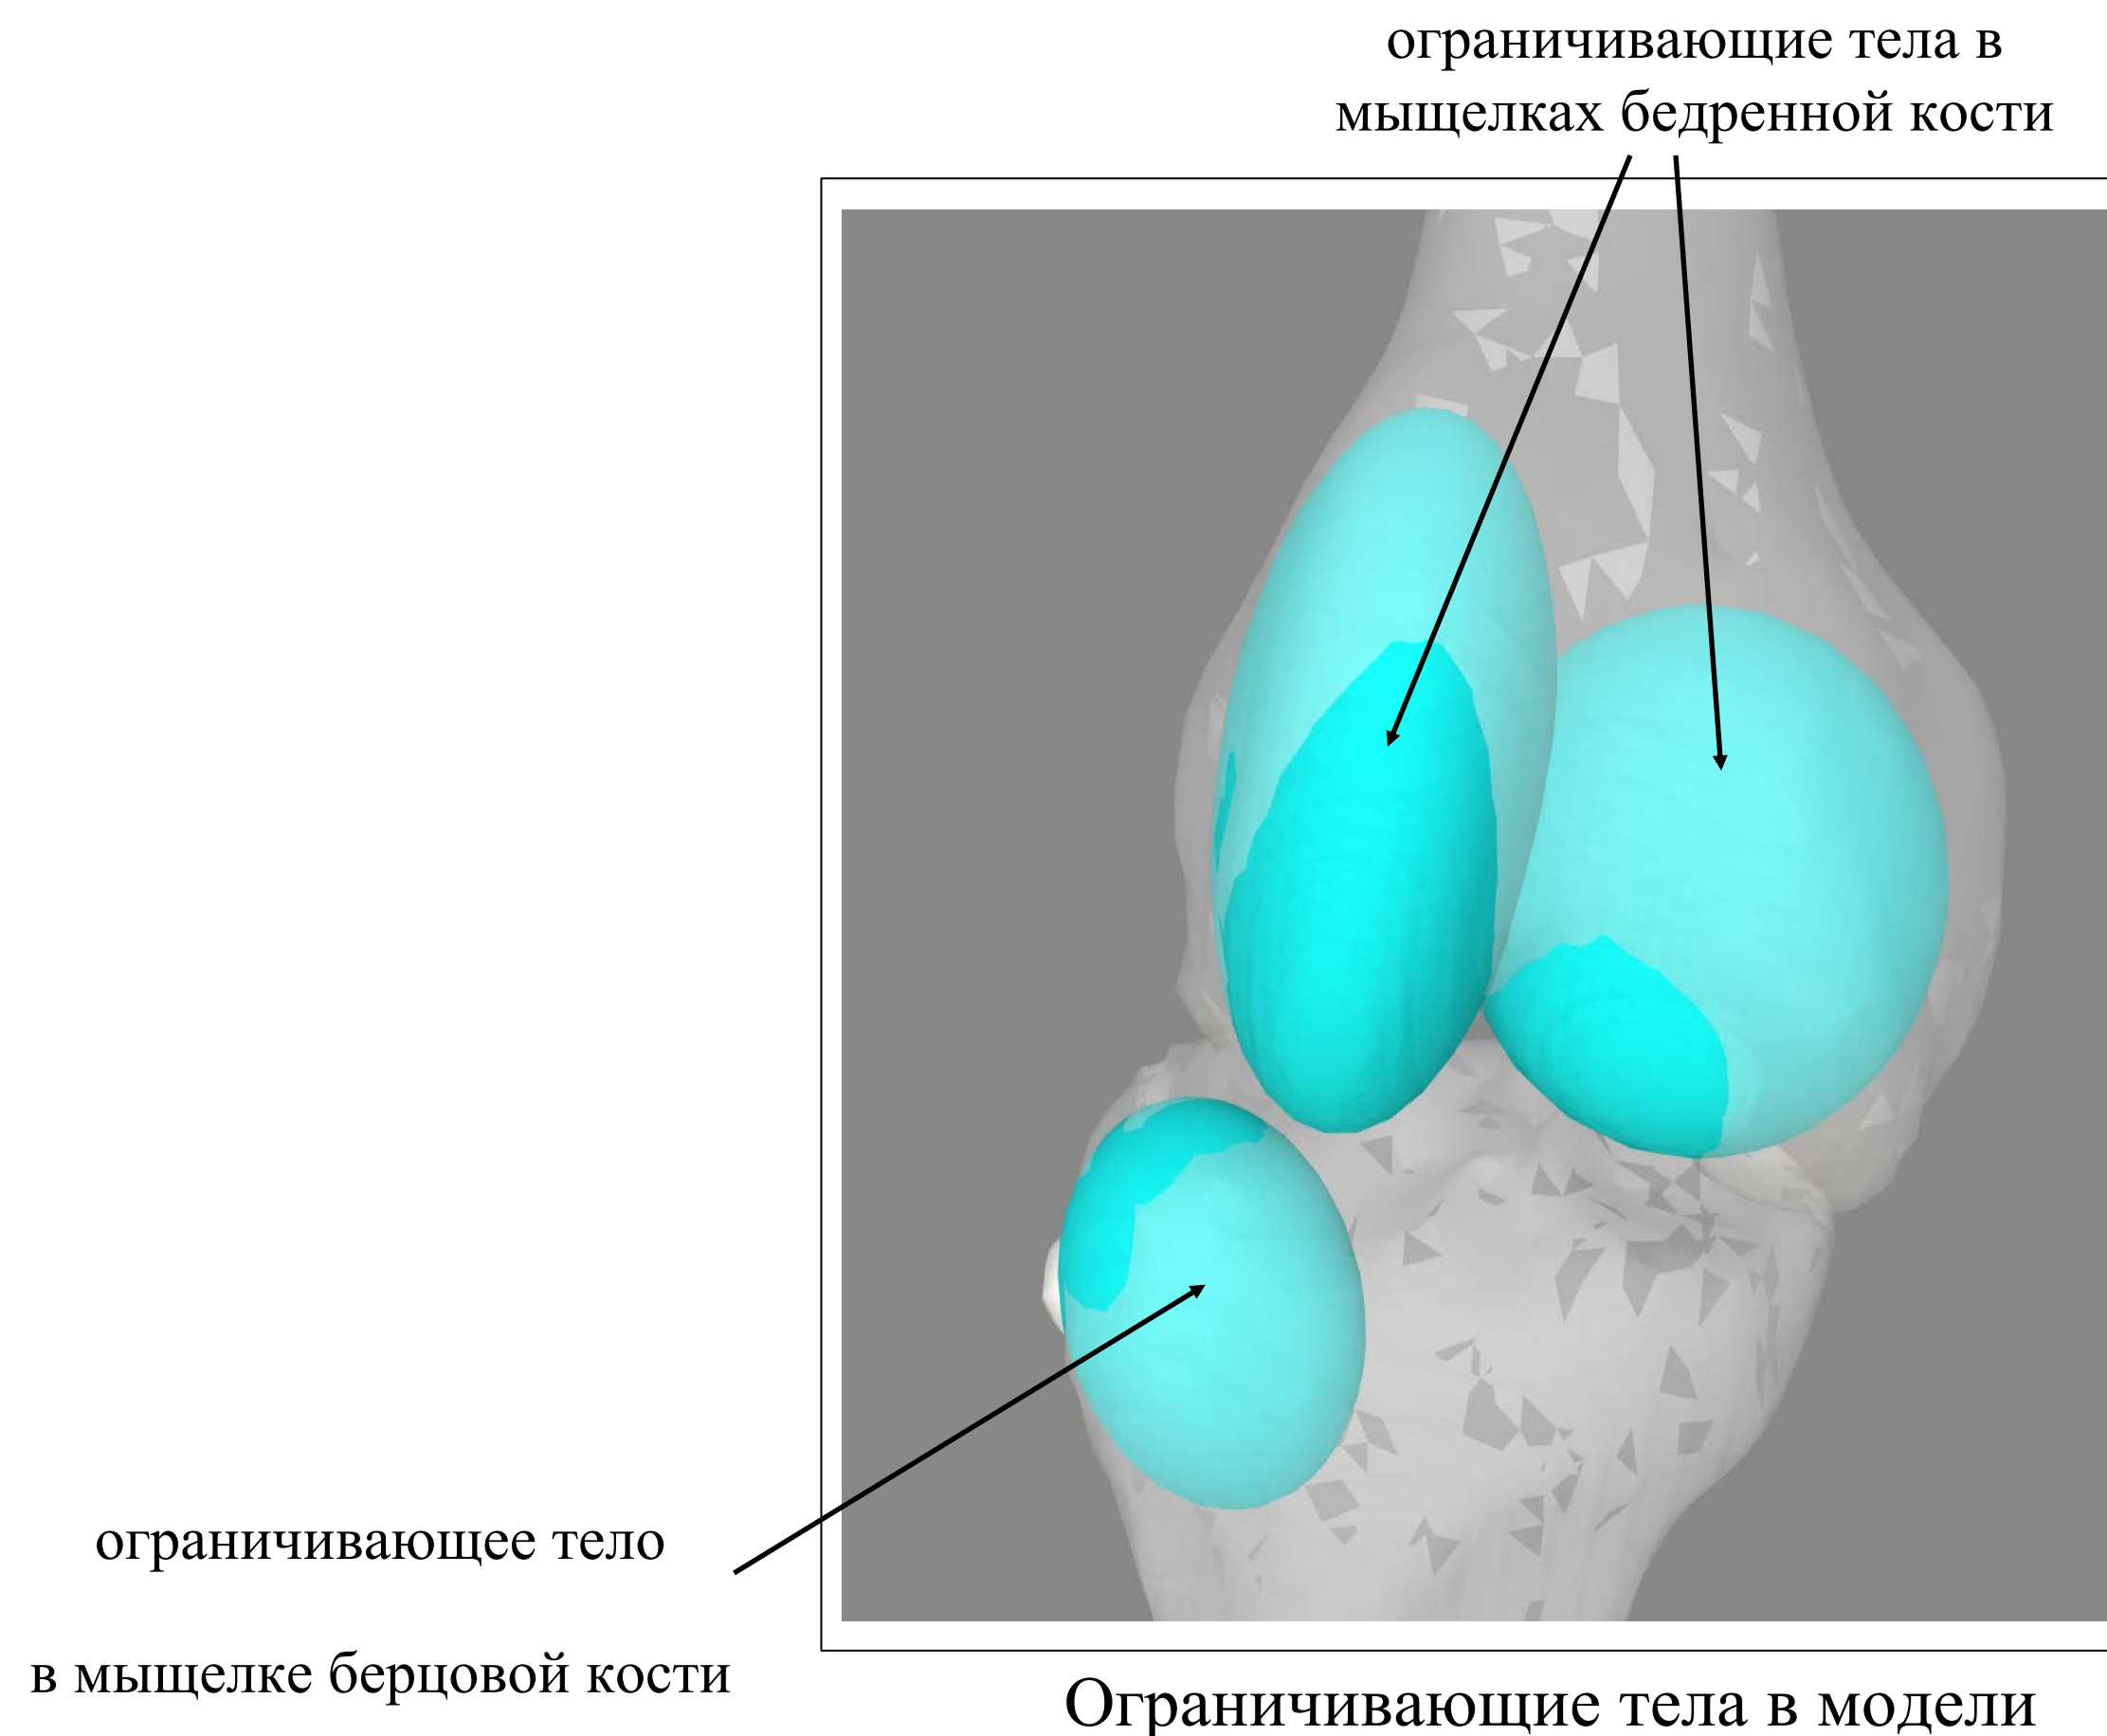 ограничивающие тела в
мыщелках бедренной кости
ограничивающее тело
в мыщелке берцовой кости
Ограничивающие тела в модели